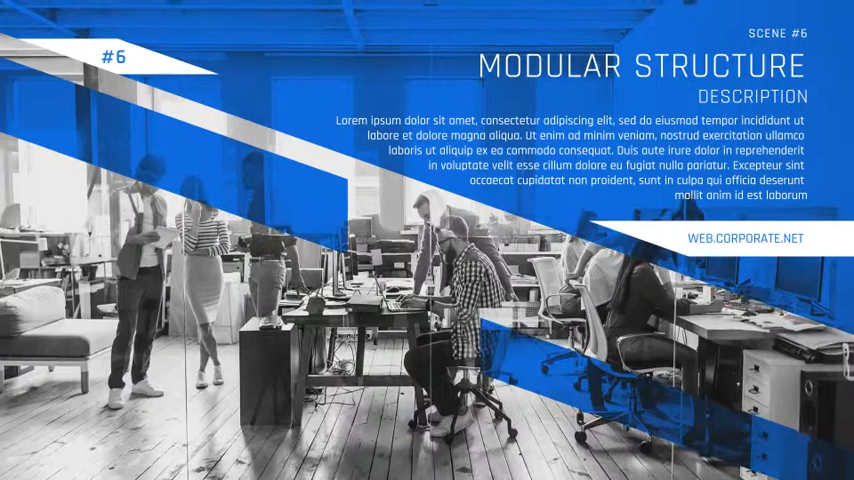 #6
SCENE #6
MODULAR STRUCTURE
DESCRIPTION
Lorem ipsum dolor sit amet, consectetur adipiscing elit, sed do eiusmod tempor incididunt ut
labore et dolore magna aliqua. Ut enim ad minim veniam, nostrud exercitation ullamco
laboris ut aliquip ex ea commodo consequat. Duis aute irure dolor in reprehenderit
in voluptate velit esse cillum dolore eu fugiat nulla pariatur. Excepteur sint
occaecat cupidatat non proident, sunt in culpa qui officia deserunt
mollit anim id est laborum
WEB.CORPORATE.NET